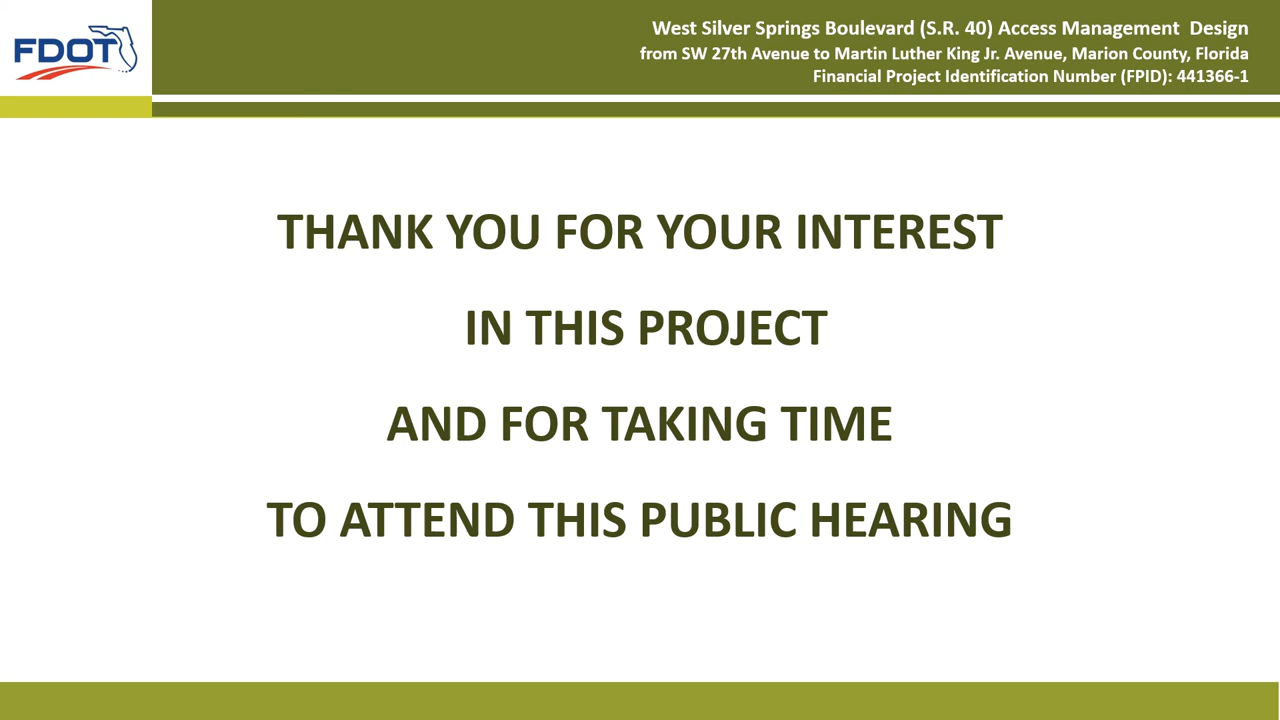 FDOT
West Silver Springs Boulevard (S.R. 40) Access Management  Design
from SW 27th Avenue to Martin Luther King Jr. Avenue, Marion County, Florida
Financial Project Identification Number (FPID): 441366-1
THANK YOU FOR YOUR INTEREST
IN THIS PROJECT
AND FOR TAKING TIME
TO ATTEND THIS PUBLIC HEARING